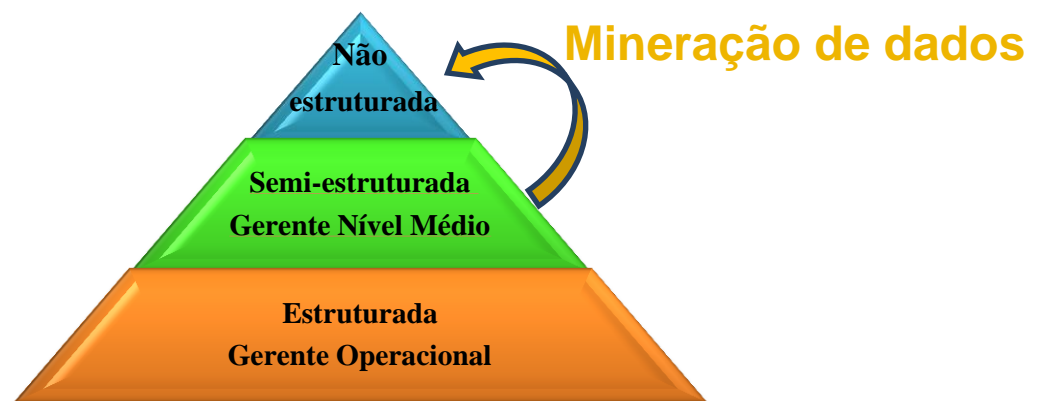 Mineração de dados
Não
estruturada
Semi-estruturada
Gerente Nível Médio
Estruturada
Gerente Operacional